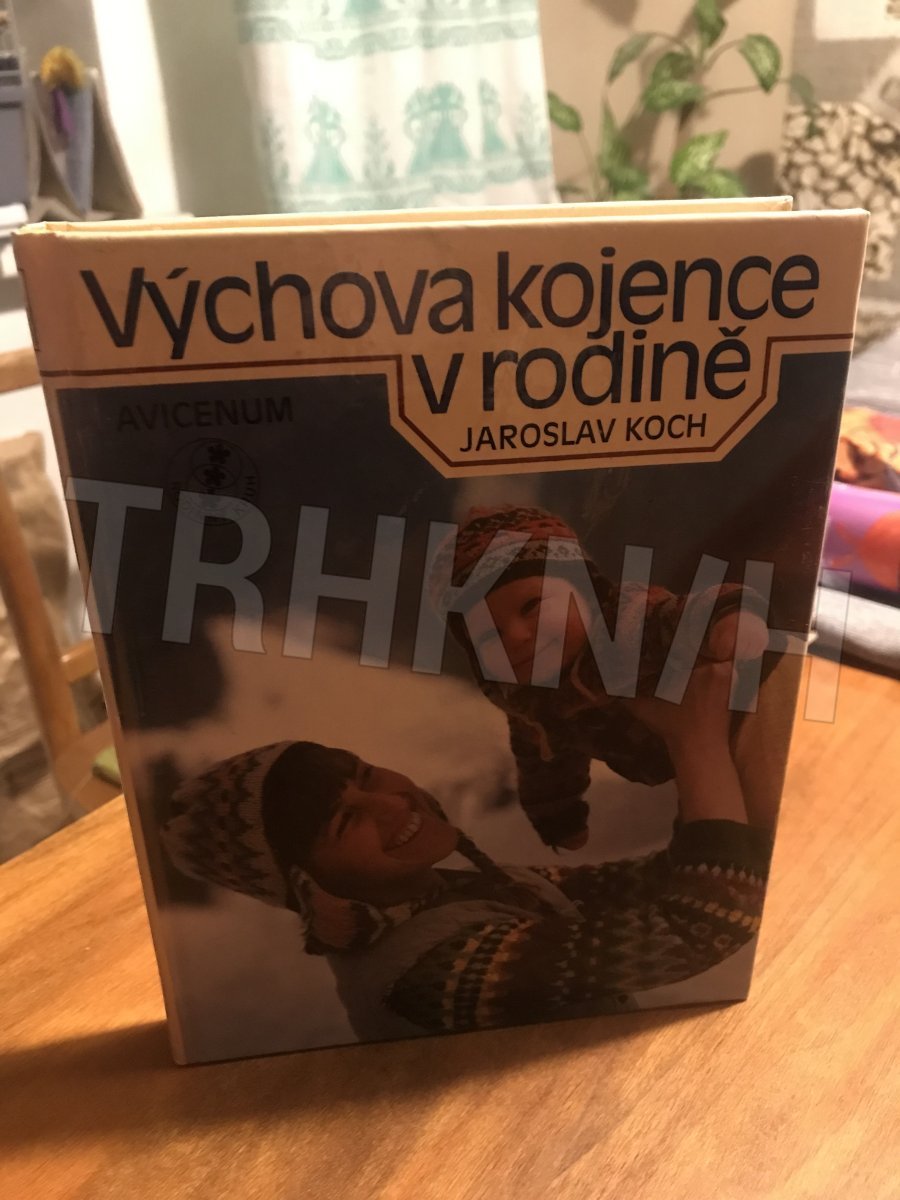 Výchova kojence
v rodině
JAROSLAV KOCH
AVICENUM
TRHKNIH